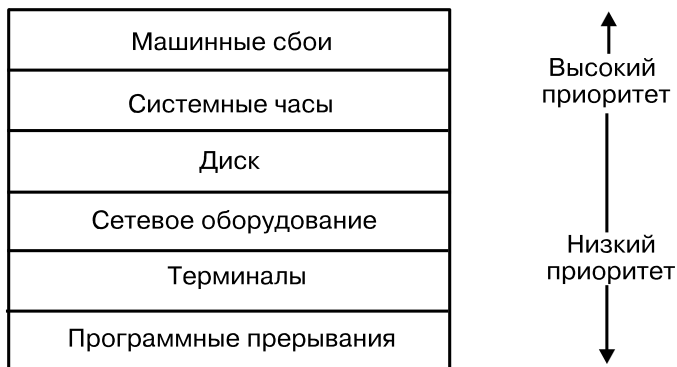 Машинные сбои
Системные часы
Диск
Сетевое оборудование
Терминалы
Программные прерывания
Высокий
приоритет
Низкий
приоритет